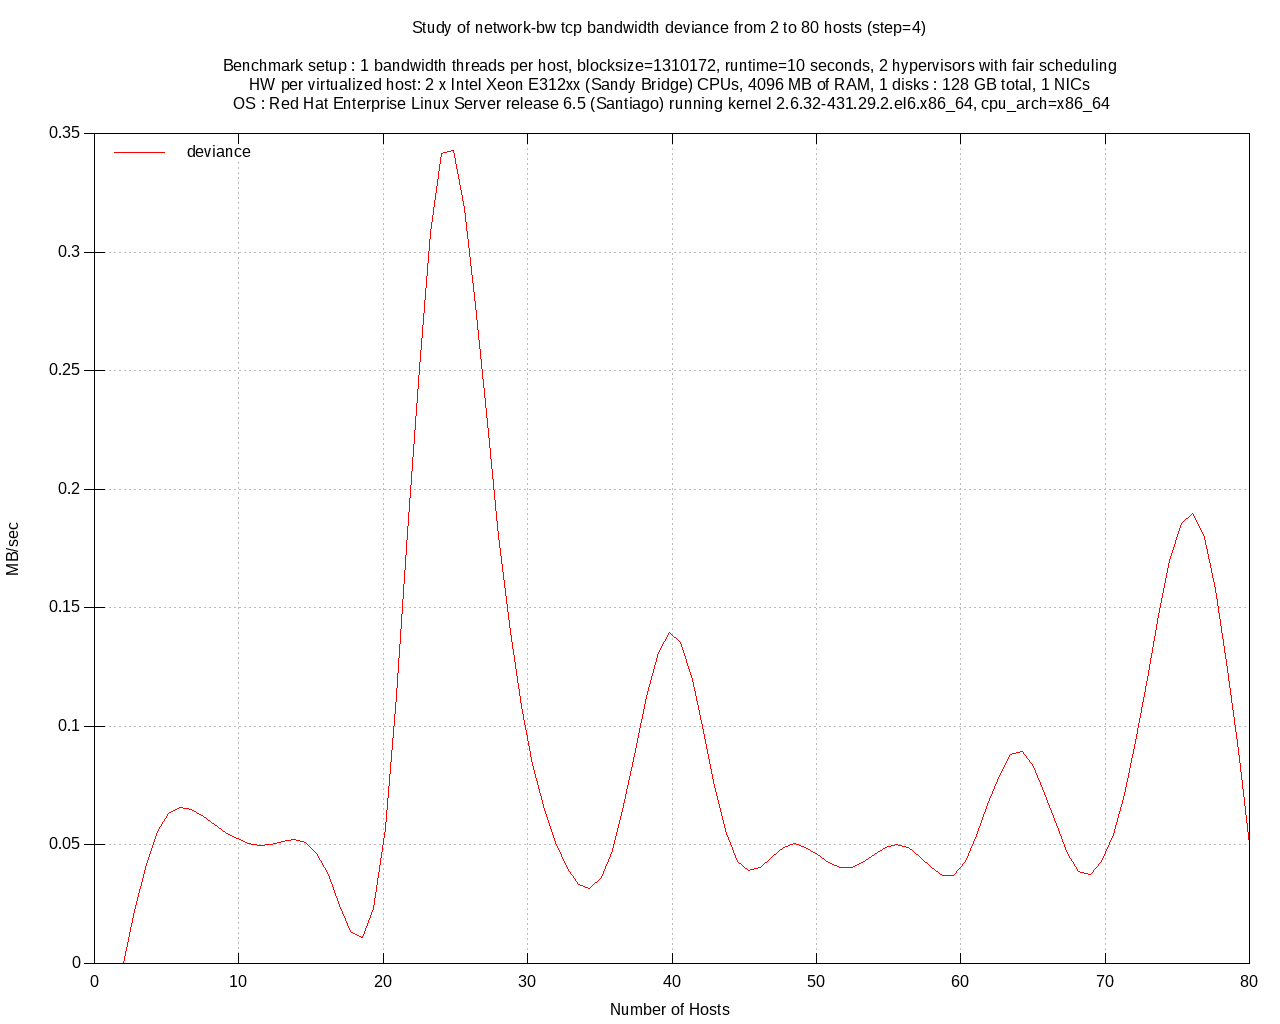 Study of network-bw tcp bandwidth deviance from 2 to 80 hosts (step=4)
Benchmark setup : 1 bandwidth threads per host, blocksize=1310172, runtime=10 seconds, 2 hypervisors with fair scheduling
HW per virtualized host: 2 x Intel Xeon E312xx (Sandy Bridge) CPUs, 4096 MB of RAM, 1 disks : 128 GB total, 1 NICs
OS : Red Hat Enterprise Linux Server release 6.5 (Santiago) running kernel 2.6.32-431.29.2.el6.x86_64, cpu_arch=x86_64
deviance
0.35
0.3
0.25
0.2
0.15
0.1
0.05
0
MB/sec
0 10 20 30 40 50 60 70 80
Number of Hosts